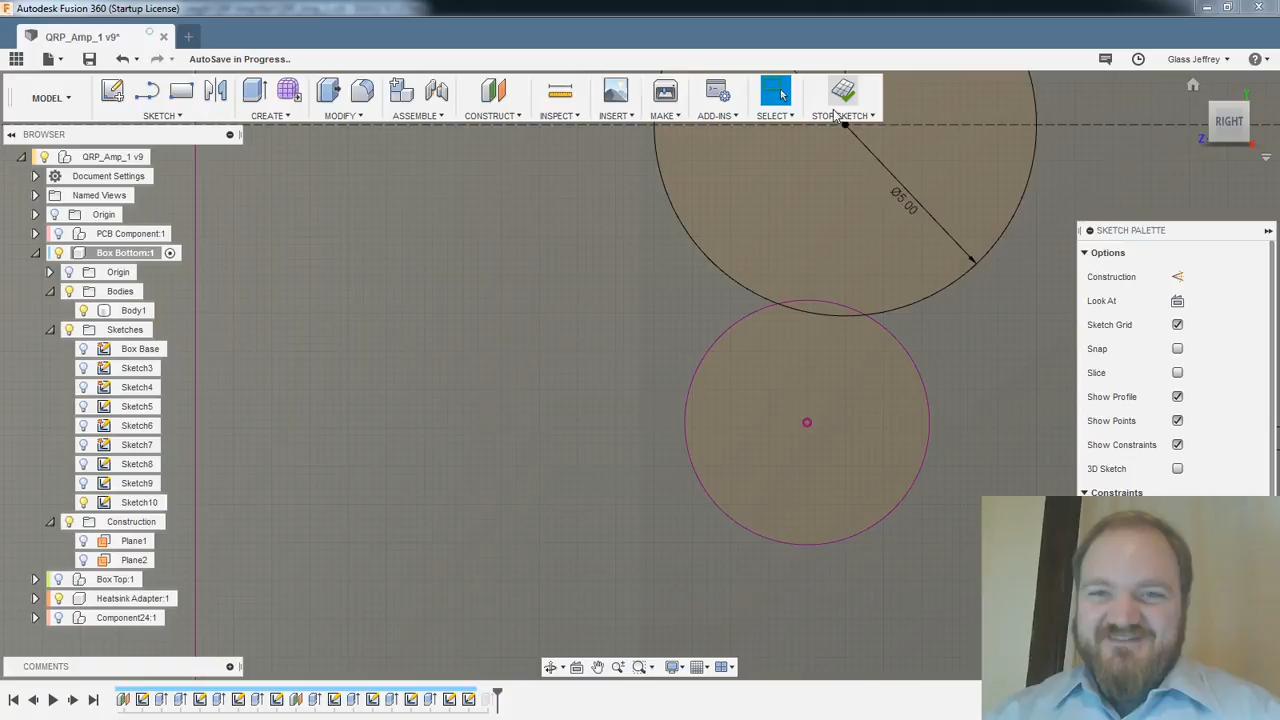 Autodesk Fusion 360 (Startup License)
QRP_Amp_1 v9*
AutoSave in Progress..
Glass Jeffrey
MODEL
SKETCH
CREATE
MODIFY
ASSEMBLE
CONSTRUCT
INSPECT
INSERT
MAKE
ADD-INS
SELECT
STOP SKETCH
BROWSER
QRP_Amp_1 v9
Document Settings
Named Views
Origin
PCB Component:1
Box Bottom:1
Origin
Bodies
Body1
Sketches
Box Base
Sketch3
Sketch4
Sketch5
Sketch6
Sketch7
Sketch8
Sketch9
Sketch10
Construction
Plane1
Plane2
Box Top:1
Heatsink Adapter:1
Component24:1
COMMENTS
Ø5.00
Y
RIGHT
Z
X
SKETCH PALETTE
Options
Construction
Look At
Sketch Grid
Snap
Slice
Show Profile
Show Points
Show Constraints
3D Sketch
Constraints